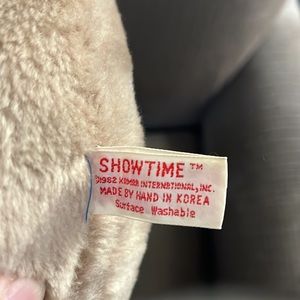 SHOWTIME ™
©1982 KAMAR INTERNATIONAL, INC.
MADE BY HAND IN KOREA
Surface Washable